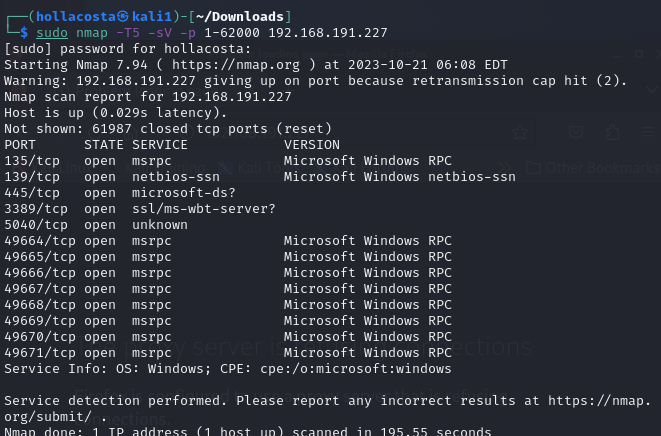 ┌──(hollacosta㉿kali1)-[~/Downloads]
└─$ sudo nmap -T5 -sV -p 1-62000 192.168.191.227
[sudo] password for hollacosta:
Starting Nmap 7.94 ( https://nmap.org ) at 2023-10-21 06:08 EDT
Warning: 192.168.191.227 giving up on port because retransmission cap hit (2).
Nmap scan report for 192.168.191.227
Host is up (0.029s latency).
Not shown: 61987 closed tcp ports (reset)
PORT      STATE SERVICE            VERSION
135/tcp   open  msrpc              Microsoft Windows RPC
139/tcp   open  netbios-ssn        Microsoft Windows netbios-ssn
445/tcp   open  microsoft-ds?
3389/tcp  open  ssl/ms-wbt-server?
5040/tcp  open  unknown
49664/tcp open  msrpc              Microsoft Windows RPC
49665/tcp open  msrpc              Microsoft Windows RPC
49666/tcp open  msrpc              Microsoft Windows RPC
49667/tcp open  msrpc              Microsoft Windows RPC
49668/tcp open  msrpc              Microsoft Windows RPC
49669/tcp open  msrpc              Microsoft Windows RPC
49670/tcp open  msrpc              Microsoft Windows RPC
49671/tcp open  msrpc              Microsoft Windows RPC
Service Info: OS: Windows; CPE: cpe:/o:microsoft:windows

Service detection performed. Please report any incorrect results at https://nmap.
org/submit/ .
Nmap done: 1 IP address (1 host up) scanned in 195.55 seconds
Other Bookmarks
proxy server is
connections